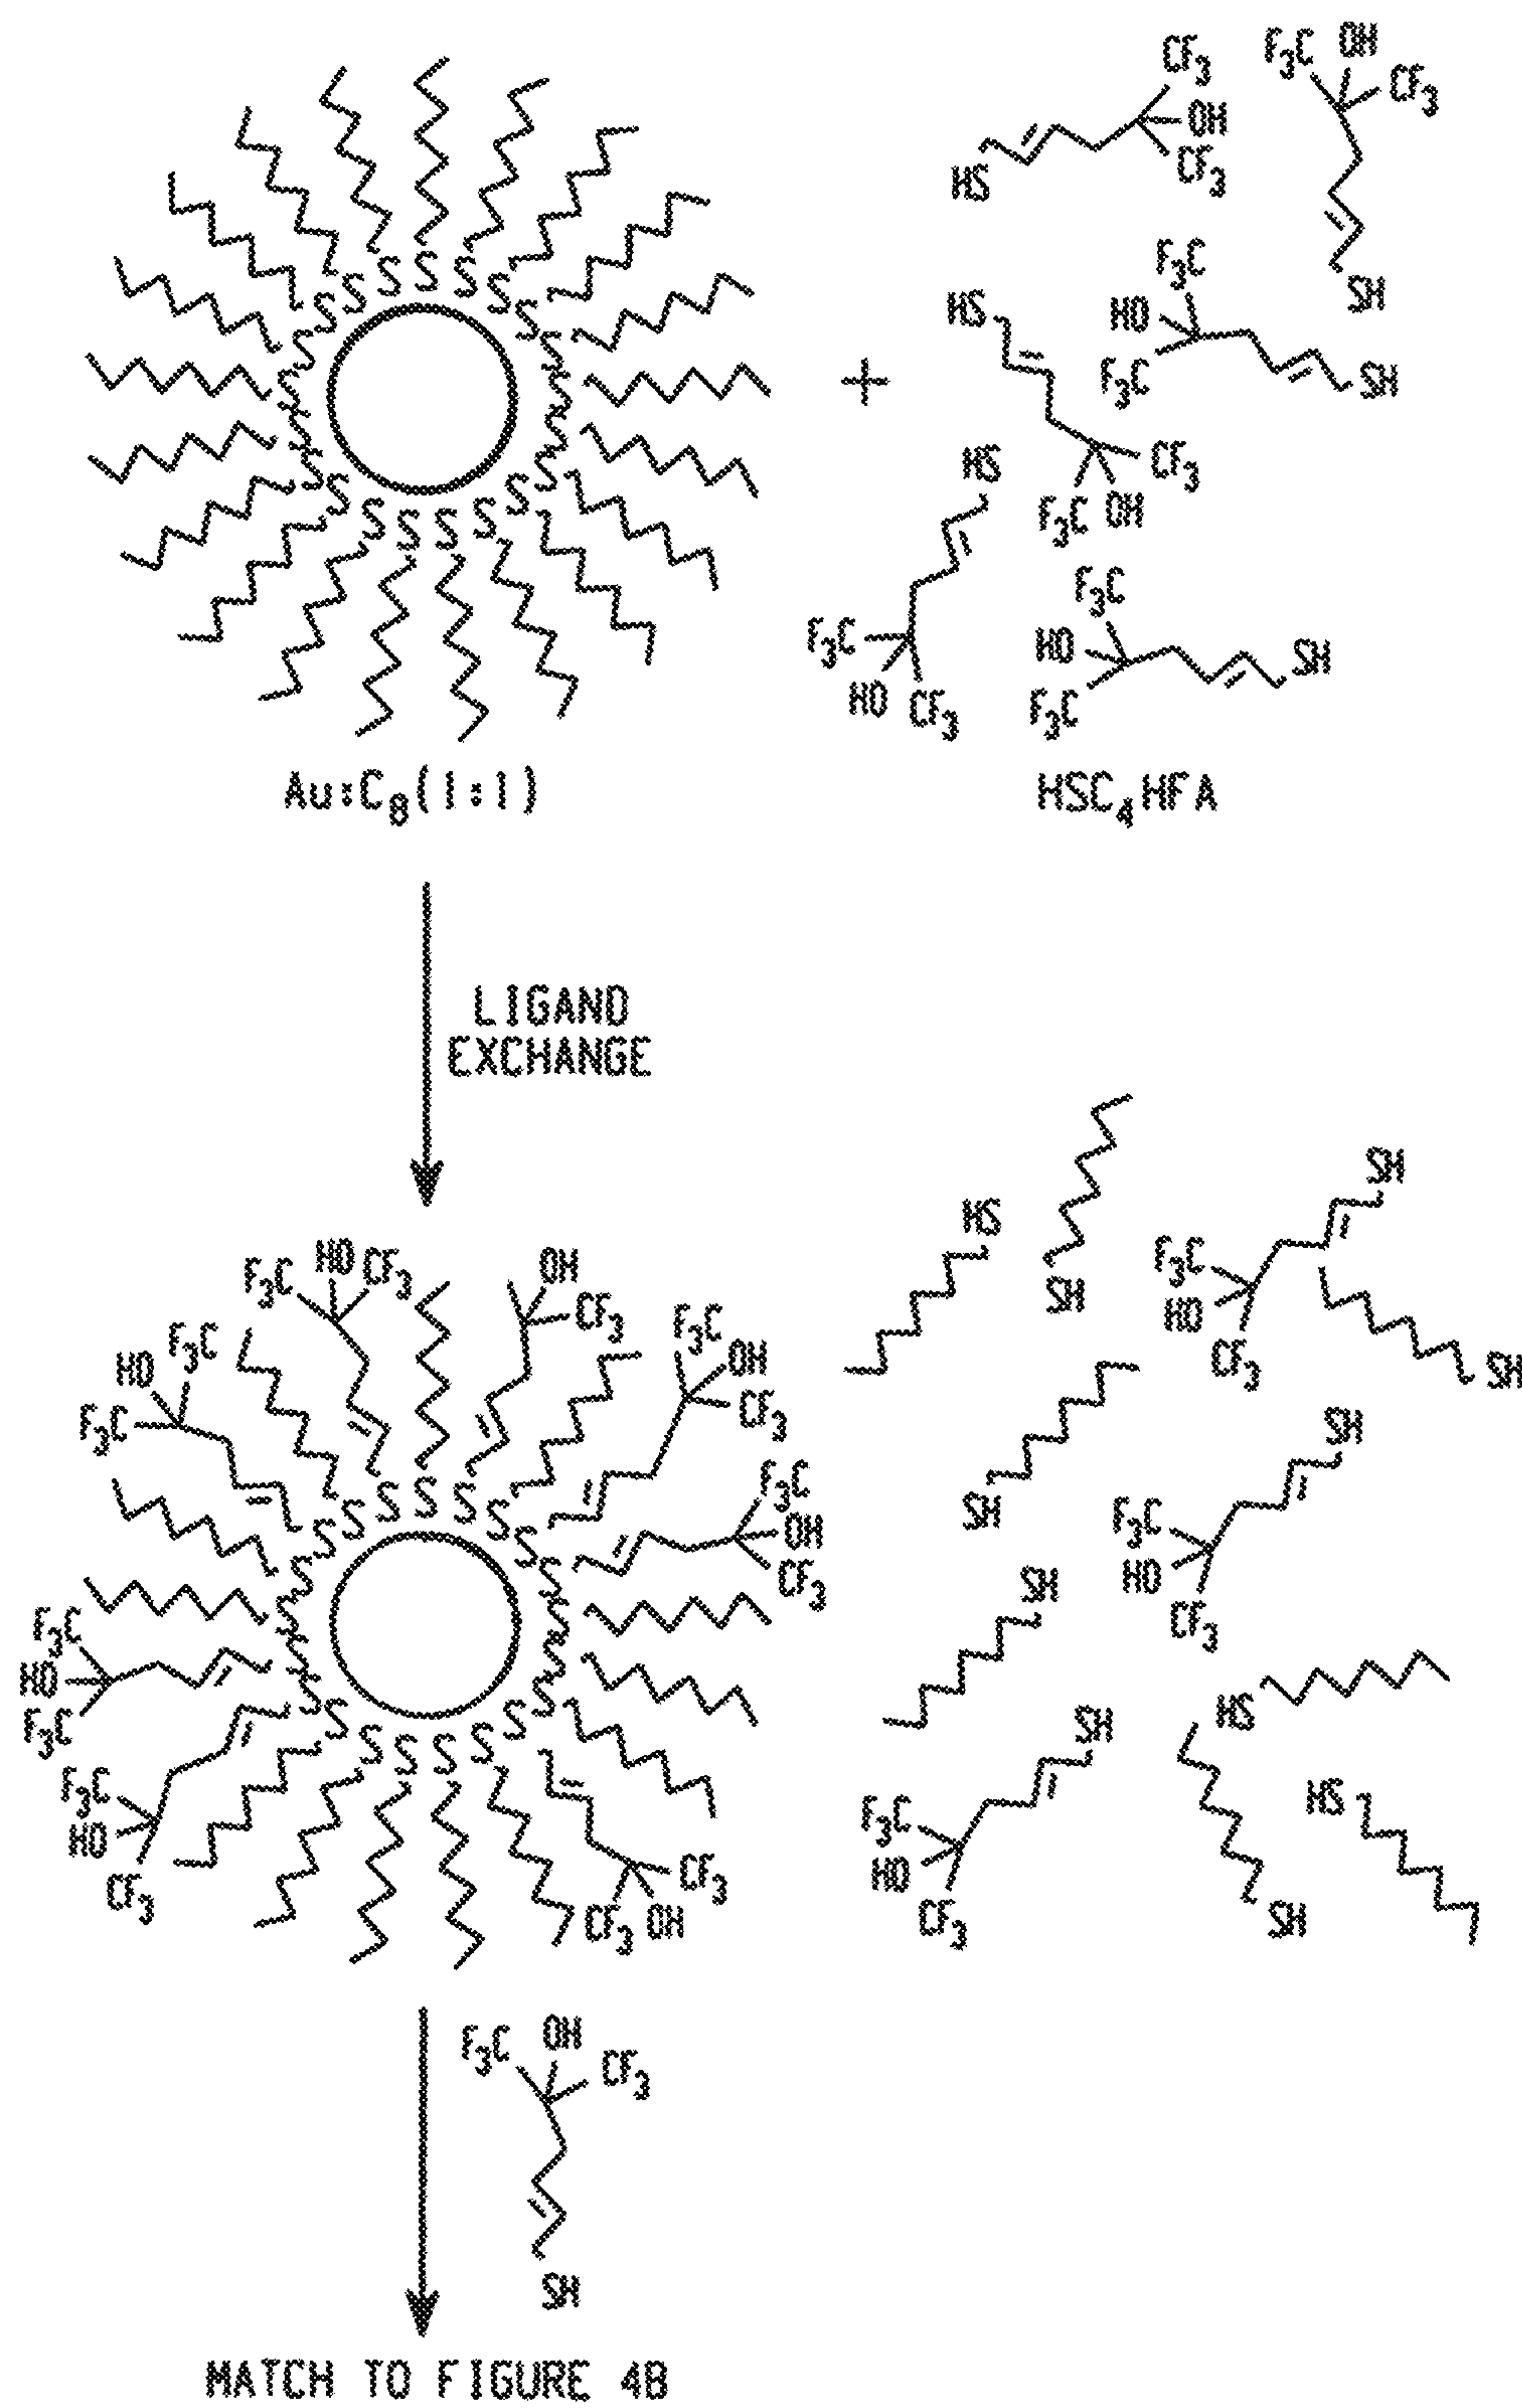 CF3
OH
CF3
HS
F3C OH
CF3
SH
S S S S S S S S S S S S S S S S S S S S S S S
+
HS
CF3
F3C OH
F3C
HO
F3C
SH
HS
F3C
HO CF3
F3C
HO
F3C
SH
Au:C8(1:1)
HSC4HFA
LIGAND
EXCHANGE
F3C HO CF3
OH
CF3
F3C
OH
CF3
HO F3C
F3C
F3C
OH
CF3
S S S S S S S S S S S S S S S S S S S S S S S
F3C
HO
F3C
F3C
HO
CF3
CF3
CF3 OH
HS
SH
SH
F3C
HO
CF3
SH
SH
SH
F3C
HO
CF3
SH
HS
SH
F3C
HO
CF3
SH
HS
F3C OH
CF3
SH
MATCH TO FIGURE 4B